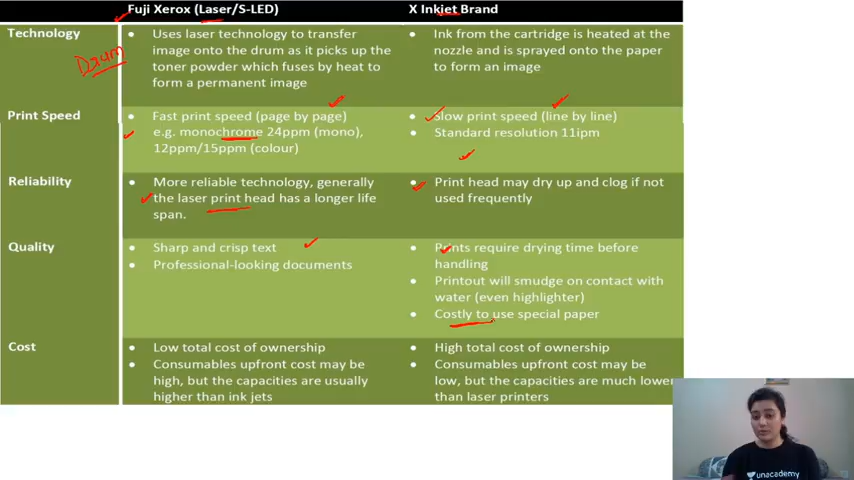 Fuji Xerox (Laser/S-LED)
X Inkjet Brand
Technology
• Uses laser technology to transfer
image onto the drum as it picks up the
toner powder which fuses by heat to
form a permanent image
• Ink from the cartridge is heated at the
nozzle and is sprayed onto the paper
to form an image
Drum
Print Speed
• Fast print speed (page by page)
e.g. monochrome 24ppm (mono),
12ppm/15ppm (colour)
• Slow print speed (line by line)
• Standard resolution 11ipm
Reliability
• More reliable technology, generally
the laser print head has a longer life
span.
• Print head may dry up and clog if not
used frequently
Quality
• Sharp and crisp text
• Professional-looking documents
• Prints require drying time before
handling
• Printout will smudge on contact with
water (even highlighter)
• Costly to use special paper
Cost
• Low total cost of ownership
• Consumables upfront cost may be
high, but the capacities are usually
higher than ink jets
• High total cost of ownership
• Consumables upfront cost may be
low, but the capacities are much lower
than laser printers
unacademy